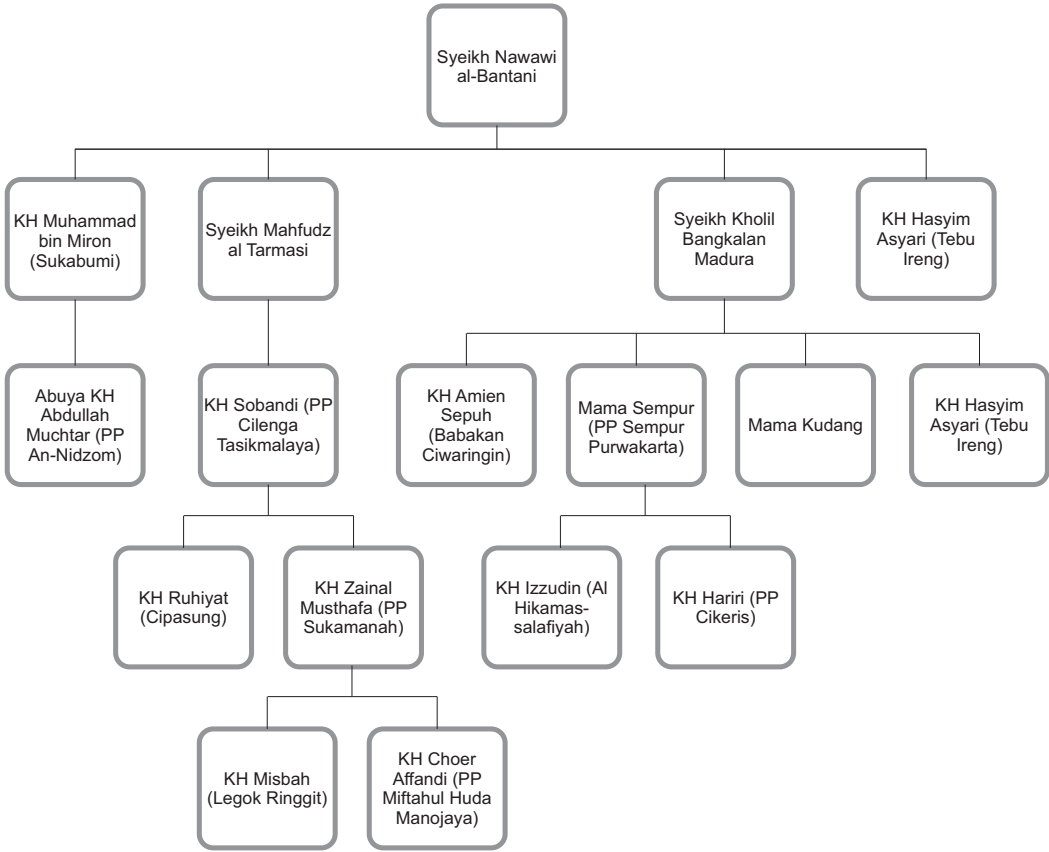 Syeikh Nawawi
al-Bantani
KH Muhammad
bin Miron
(Sukabumi)
Syeikh Mahfudz
al Tarmasi
Syeikh Kholil
Bangkalan
Madura
KH Hasyim
Asyari (Tebu
Ireng)
Abuya KH
Abdullah
Muchtar (PP
An-Nidzom)
KH Sobandi (PP
Cilenga
Tasikmalaya)
KH Amien
Sepuh
(Babakan
Ciwaringin)
Mama Sempur
(PP Sempur
Purwakarta)
Mama Kudang
KH Hasyim
Asyari (Tebu
Ireng)
KH Ruhiyat
(Cipasung)
KH Zainal
Musthafa (PP
Sukamanah)
KH Izzudin (Al
Hikamas-
salafiyah)
KH Hariri (PP
Cikeris)
KH Misbah
(Legok Ringgit)
KH Choer
Affandi (PP
Miftahul Huda
Manojaya)